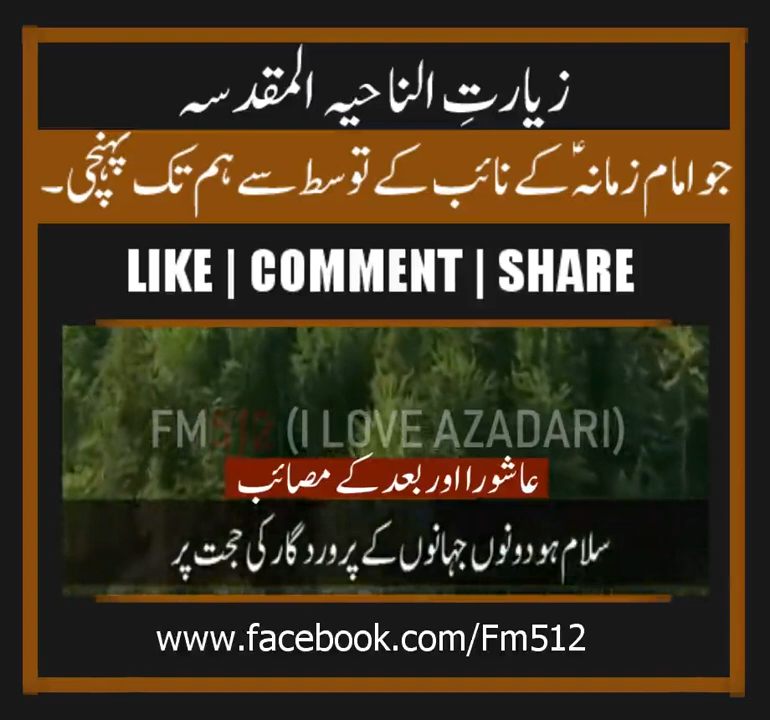 زیارتِ الناحیہ المقدسہ
جو امام زمانہؑ کے نائب کے توسط سے ہم تک پہنچی۔
LIKE | COMMENT | SHARE
FM512 (I LOVE AZADARI)
عاشورا اور بعد کے مصائب
سلام ہو دونوں جہانوں کے پروردگار کی حجت پر
www.facebook.com/Fm512